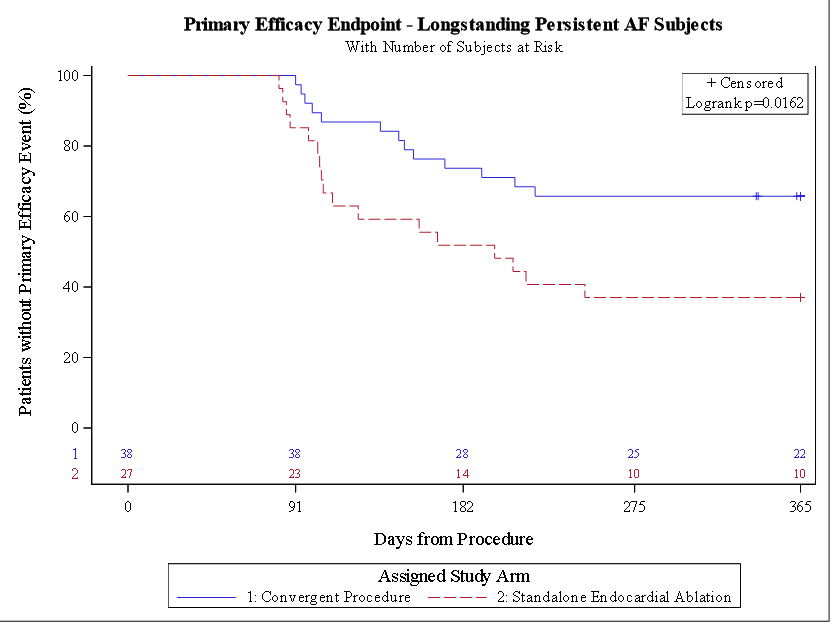 Primary Efficacy Endpoint - Longstanding Persistent AF Subjects
With Number of Subjects at Risk
+ Censored
Logrank p=0.0162
Patients without Primary Efficacy Event (%)
100
80
60
40
20
0
1 38 38 28 25 22
2 27 23 14 10 10
0 91 182 275 365
Days from Procedure
Assigned Study Arm
1: Convergent Procedure 2: Standalone Endocardial Ablation